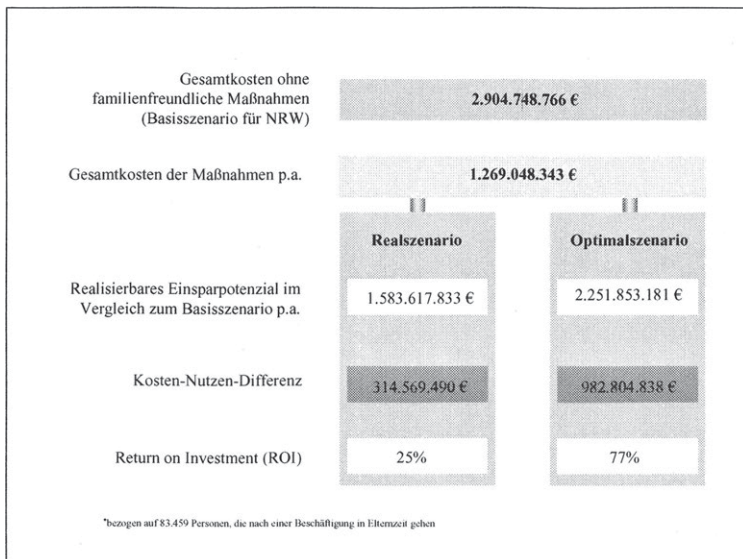 Gesamtkosten ohne
familienfreundliche Maßnahmen
(Basisszenario für NRW)
2.904.748.766 €
Gesamtkosten der Maßnahmen p.a.
1.269.048.343 €
Realszenario
Optimalszenario
Realisierbares Einsparpotenzial im
Vergleich zum Basisszenario p.a.
1.583.617.833 €
2.251.853.181 €
Kosten-Nutzen-Differenz
314.569,490 €
982.804.838 €
Return on Investment (ROI)
25%
77%
*bezogen auf 83.459 Personen, die nach einer Beschäftigung in Elternzeit gehen